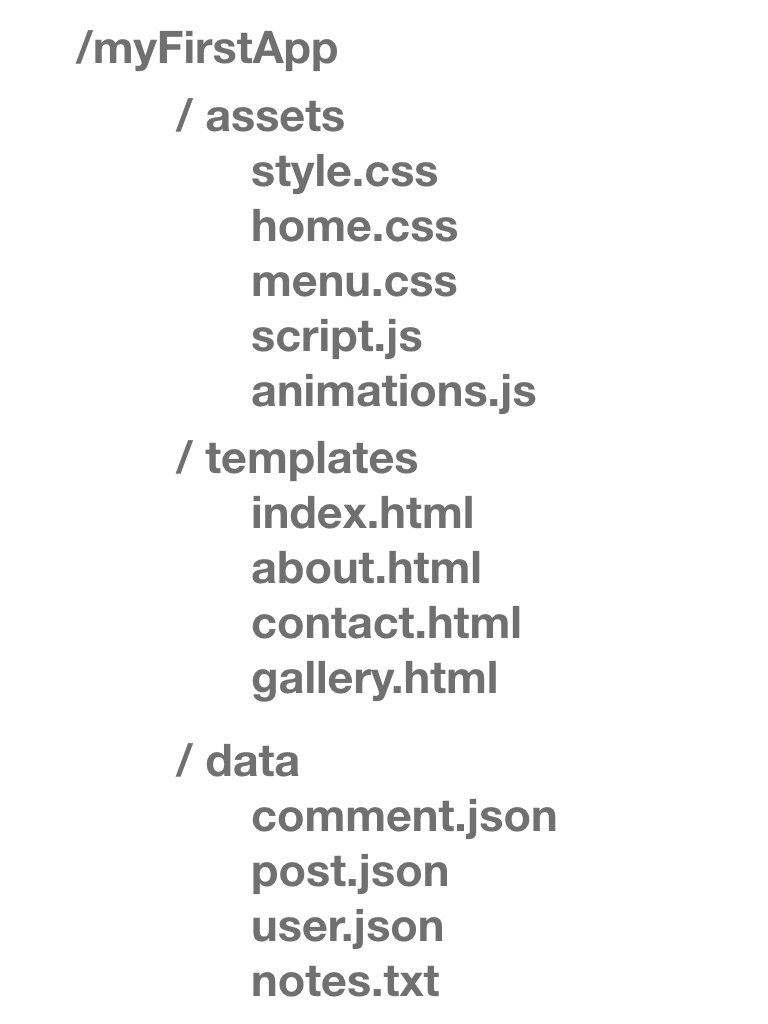 /myFirstApp
/ assets
style.css
home.css
menu.css
script.js
animations.js
/ templates
index.html
about.html
contact.html
gallery.html
/ data
comment.json
post.json
user.json
notes.txt